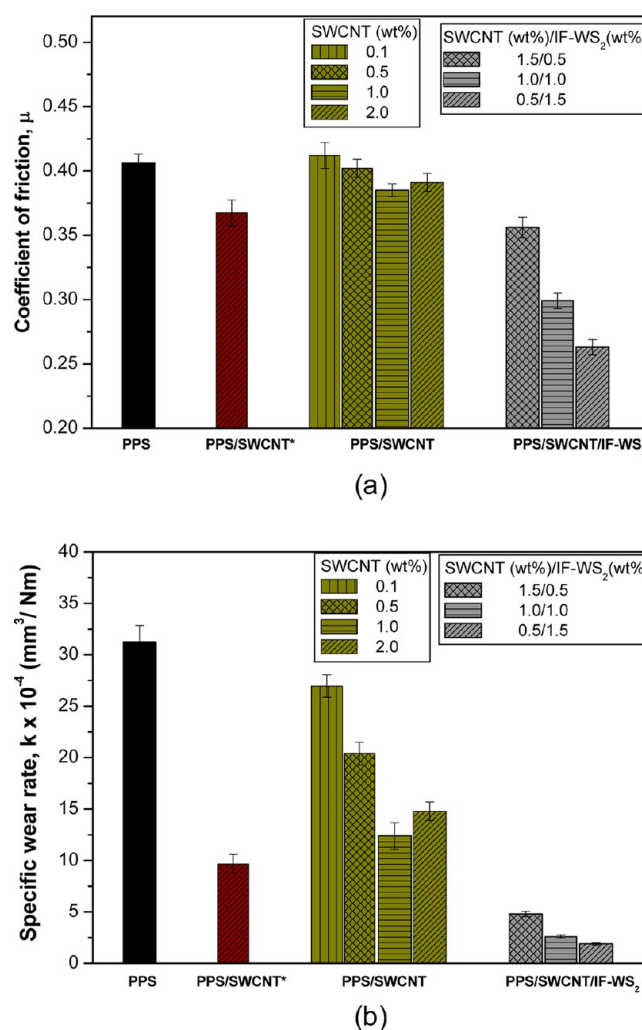 SWCNT (wt%)
0.1
0.5
1.0
2.0
SWCNT (wt%)/IF-WS2(wt%)
1.5/0.5
1.0/1.0
0.5/1.5
Coefficient of friction, μ
0.50
0.45
0.40
0.35
0.30
0.25
0.20
PPS
PPS/SWCNT*
PPS/SWCNT
PPS/SWCNT/IF-WS
(a)
SWCNT (wt%)
0.1
0.5
1.0
2.0
SWCNT (wt%)/IF-WS2(wt%
1.5/0.5
1.0/1.0
0.5/1.5
Specific wear rate, k x 10⁻⁴ (mm³/ Nm)
40
35
30
25
20
15
10
5
0
PPS
PPS/SWCNT*
PPS/SWCNT
PPS/SWCNT/IF-WS2
(b)